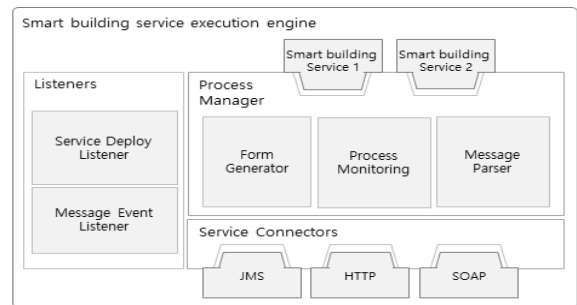 Smart building service execution engine
Smart building
Service 1
Smart building
Service 2
Listeners
Service Deploy
Listener
Message Event
Listener
Process
Manager
Form
Generator
Process
Monitoring
Message
Parser
Service Connectors
JMS
HTTP
SOAP